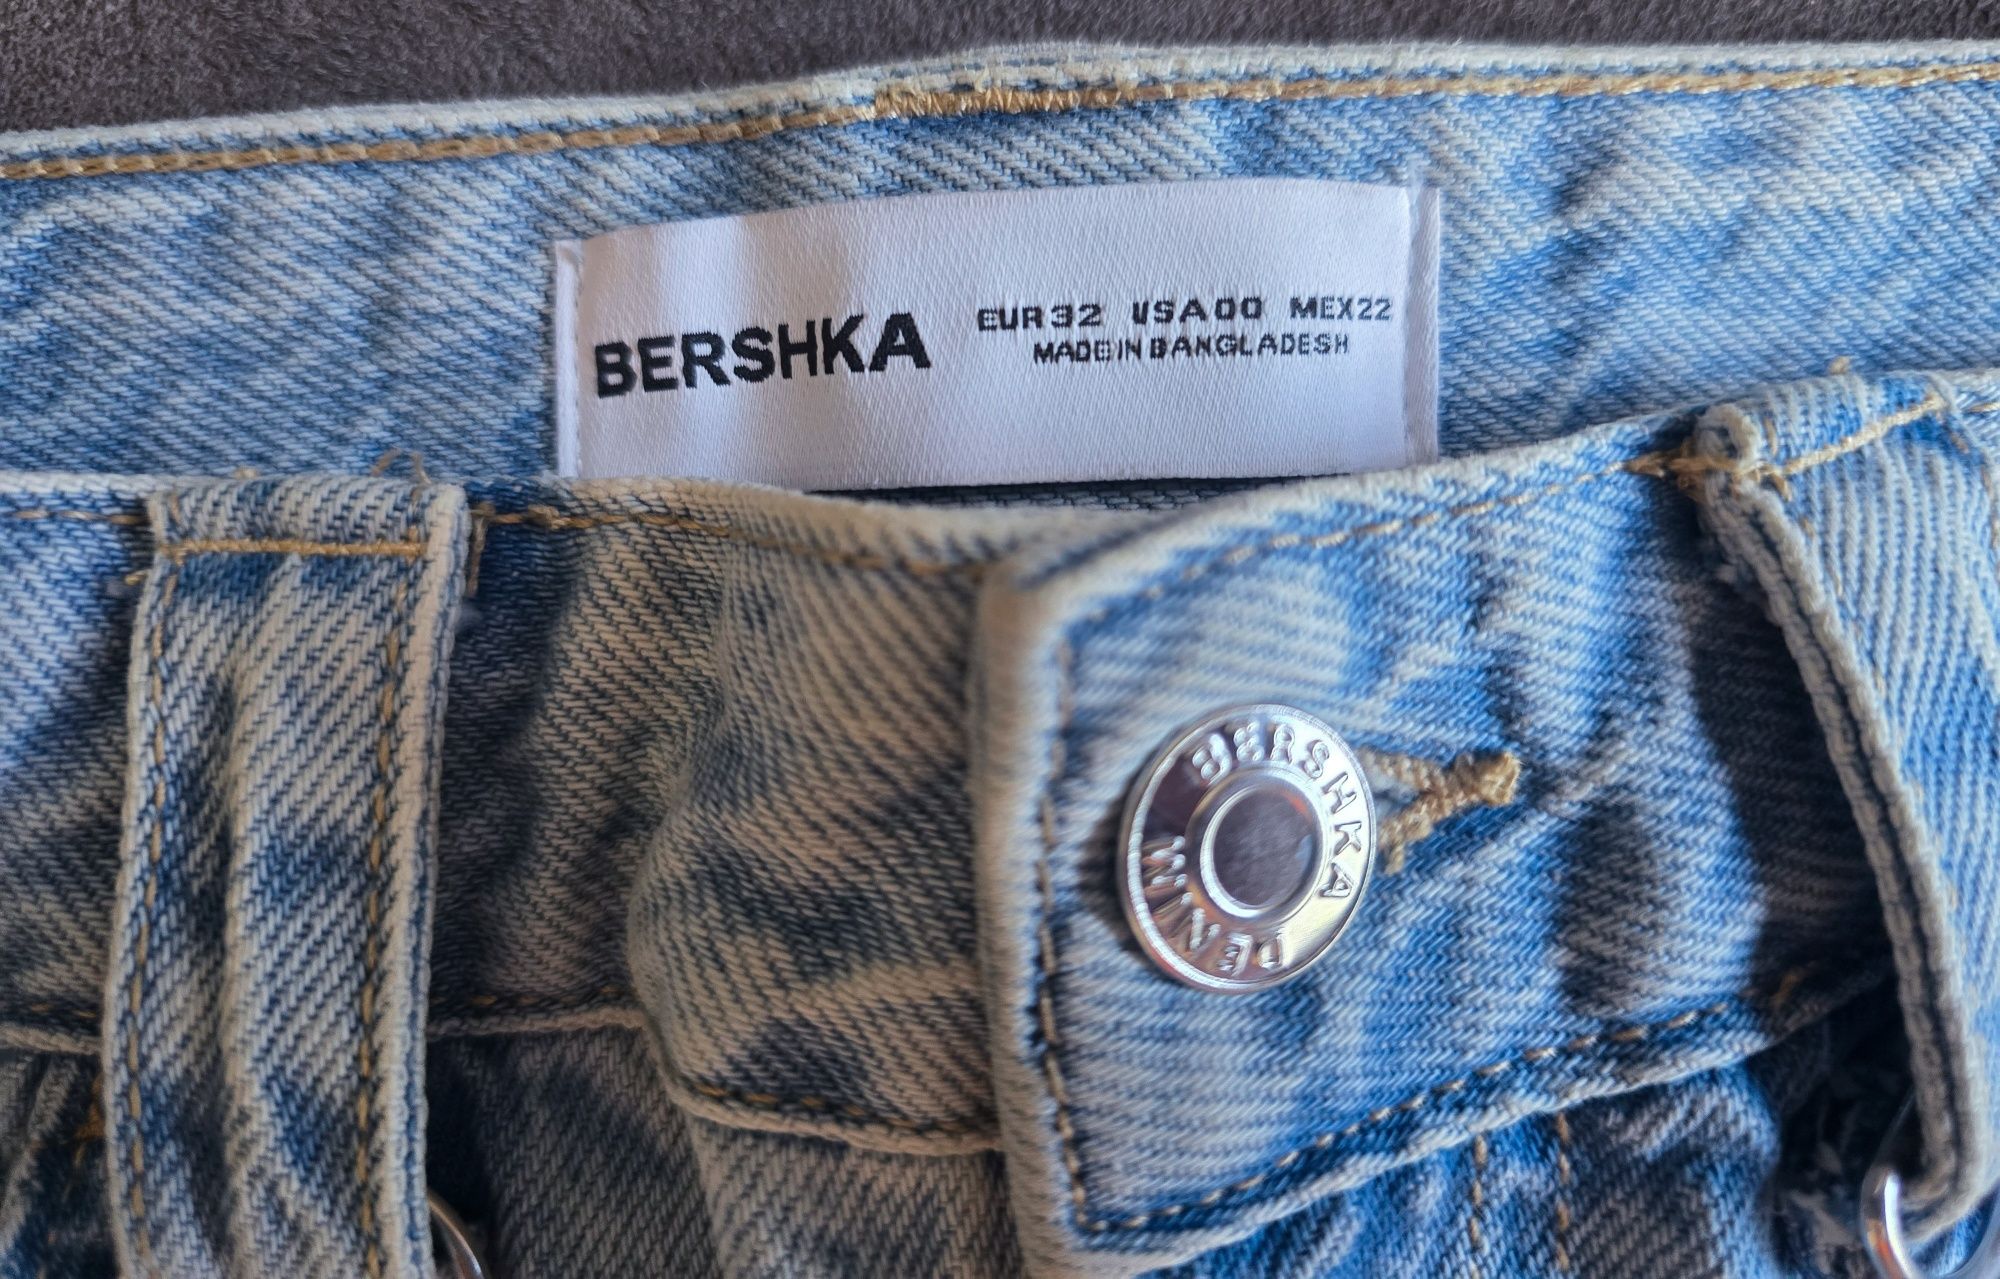 BERSHKA
EUR32 USA00 MEX22
MADE IN BANGLADESH
BERSHKA
DENIM